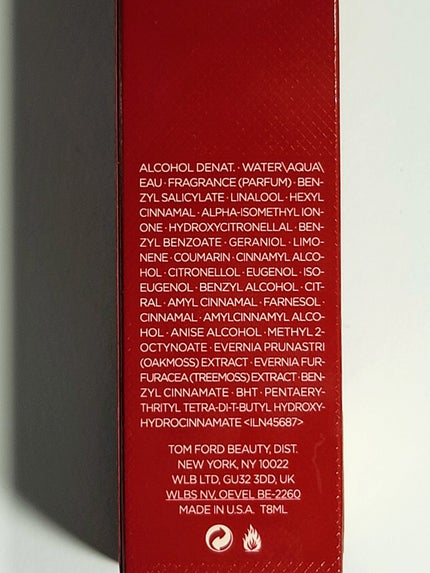 ALCOHOL DENAT. · WATER\AQUA\
EAU · FRAGRANCE (PARFUM) · BEN-
ZYL SALICYLATE · LINALOOL · HEXYL
CINNAMAL · ALPHA-ISOMETHYL ION-
ONE · HYDROXYCITRONELLAL · BEN-
ZYL BENZOATE · GERANIOL · LIMO-
NENE · COUMARIN · CINNAMYL ALCO-
HOL · CITRONELLOL · EUGENOL · ISO-
EUGENOL · BENZYL ALCOHOL · CIT-
RAL · AMYL CINNAMAL · FARNESOL ·
CINNAMAL · AMYLCINNAMYL ALCO-
HOL · ANISE ALCOHOL · METHYL 2-
OCTYNOATE · EVERNIA PRUNASTRI
(OAKMOSS) EXTRACT · EVERNIA FUR-
FURACEA (TREEMOSS) EXTRACT · BEN-
ZYL CINNAMATE · BHT · PENTAERY-
THRITYL TETRA-DI-T-BUTYL HYDROXY-
HYDROCINNAMATE <ILN45687>
TOM FORD BEAUTY, DIST.
NEW YORK, NY 10022
WLB LTD, GU32 3DD, UK
WLBS NV. OEVEL BE-2260
MADE IN U.S.A. T8ML